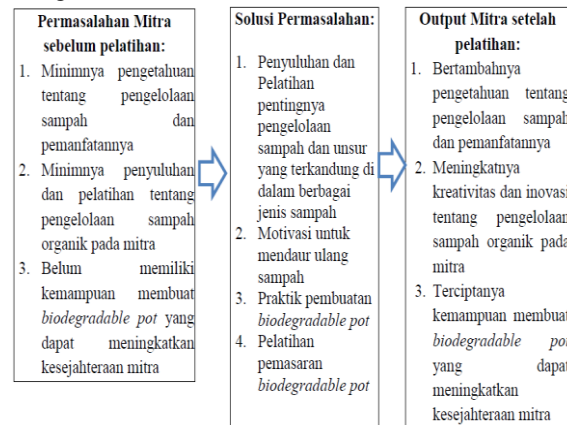 Permasalahan Mitra
sebelum pelatihan:
1. Minimnya pengetahuan
tentang pengelolaan
sampah dan
pemanfatannya
2. Minimnya penyuluhan
dan pelatihan tentang
pengelolaan sampah
organik pada mitra
3. Belum memiliki
kemampuan membuat
biodegradable pot yang
dapat meningkatkan
kesejahteraan mitra
Solusi Permasalahan:
1. Penyuluhan dan
Pelatihan
pentingnya
pengelolaan
sampah dan unsur
yang terkandung di
dalam berbagai
jenis sampah
2. Motivasi untuk
mendaur ulang
sampah
3. Praktik pembuatan
biodegradable pot
4. Pelatihan
pemasaran
biodegradable pot
Output Mitra setelah
pelatihan:
1. Bertambahnya
pengetahuan tentang
pengelolaan sampah
dan pemanfatannya
2. Meningkatnya
kreativitas dan inovasi
tentang pengelolaan
sampah organik pada
mitra
3. Terciptanya
kemampuan membuat
biodegradable pot
yang dapat
meningkatkan
kesejahteraan mitra